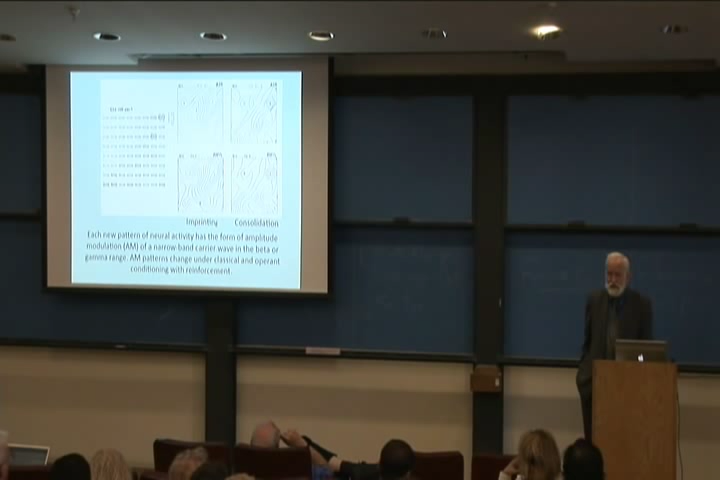 Imprinting Consolidation
Each new pattern of neural activity has the form of amplitude
modulation (AM) of a narrow-band carrier wave in the beta or
gamma range. AM patterns change under classical and operant
conditioning with reinforcement.